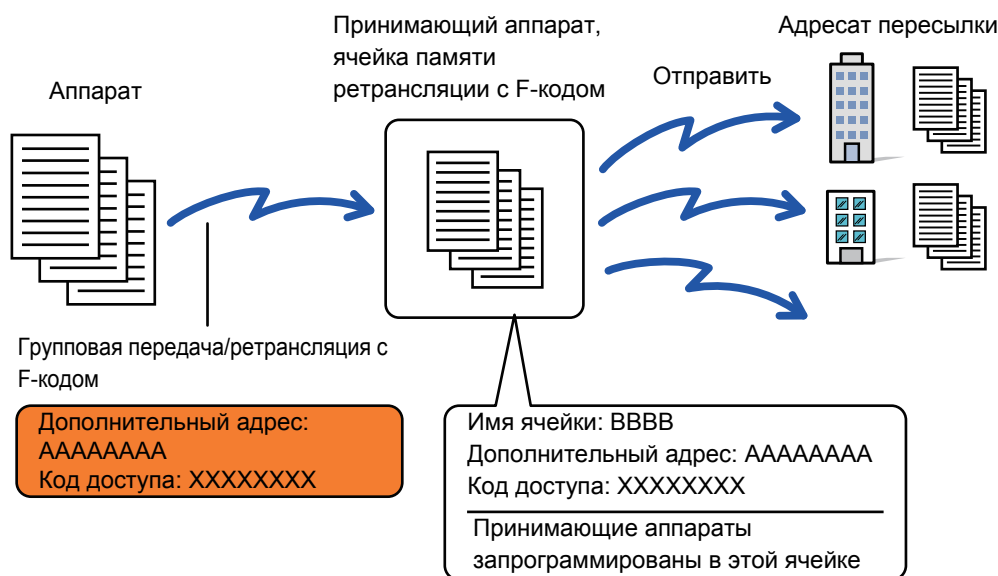 Аппарат
Принимающий аппарат,
ячейка памяти
ретрансляции с F-кодом
Отправить
Адресат пересылки
Групповая передача/ретрансляция с
F-кодом
Дополнительный адрес:
AAAAAAAA
Код доступа: XXXXXXXX
Имя ячейки: BBBB
Дополнительный адрес: AAAAAAAA
Код доступа: XXXXXXXX
Принимающие аппараты
запрограммированы в этой ячейке